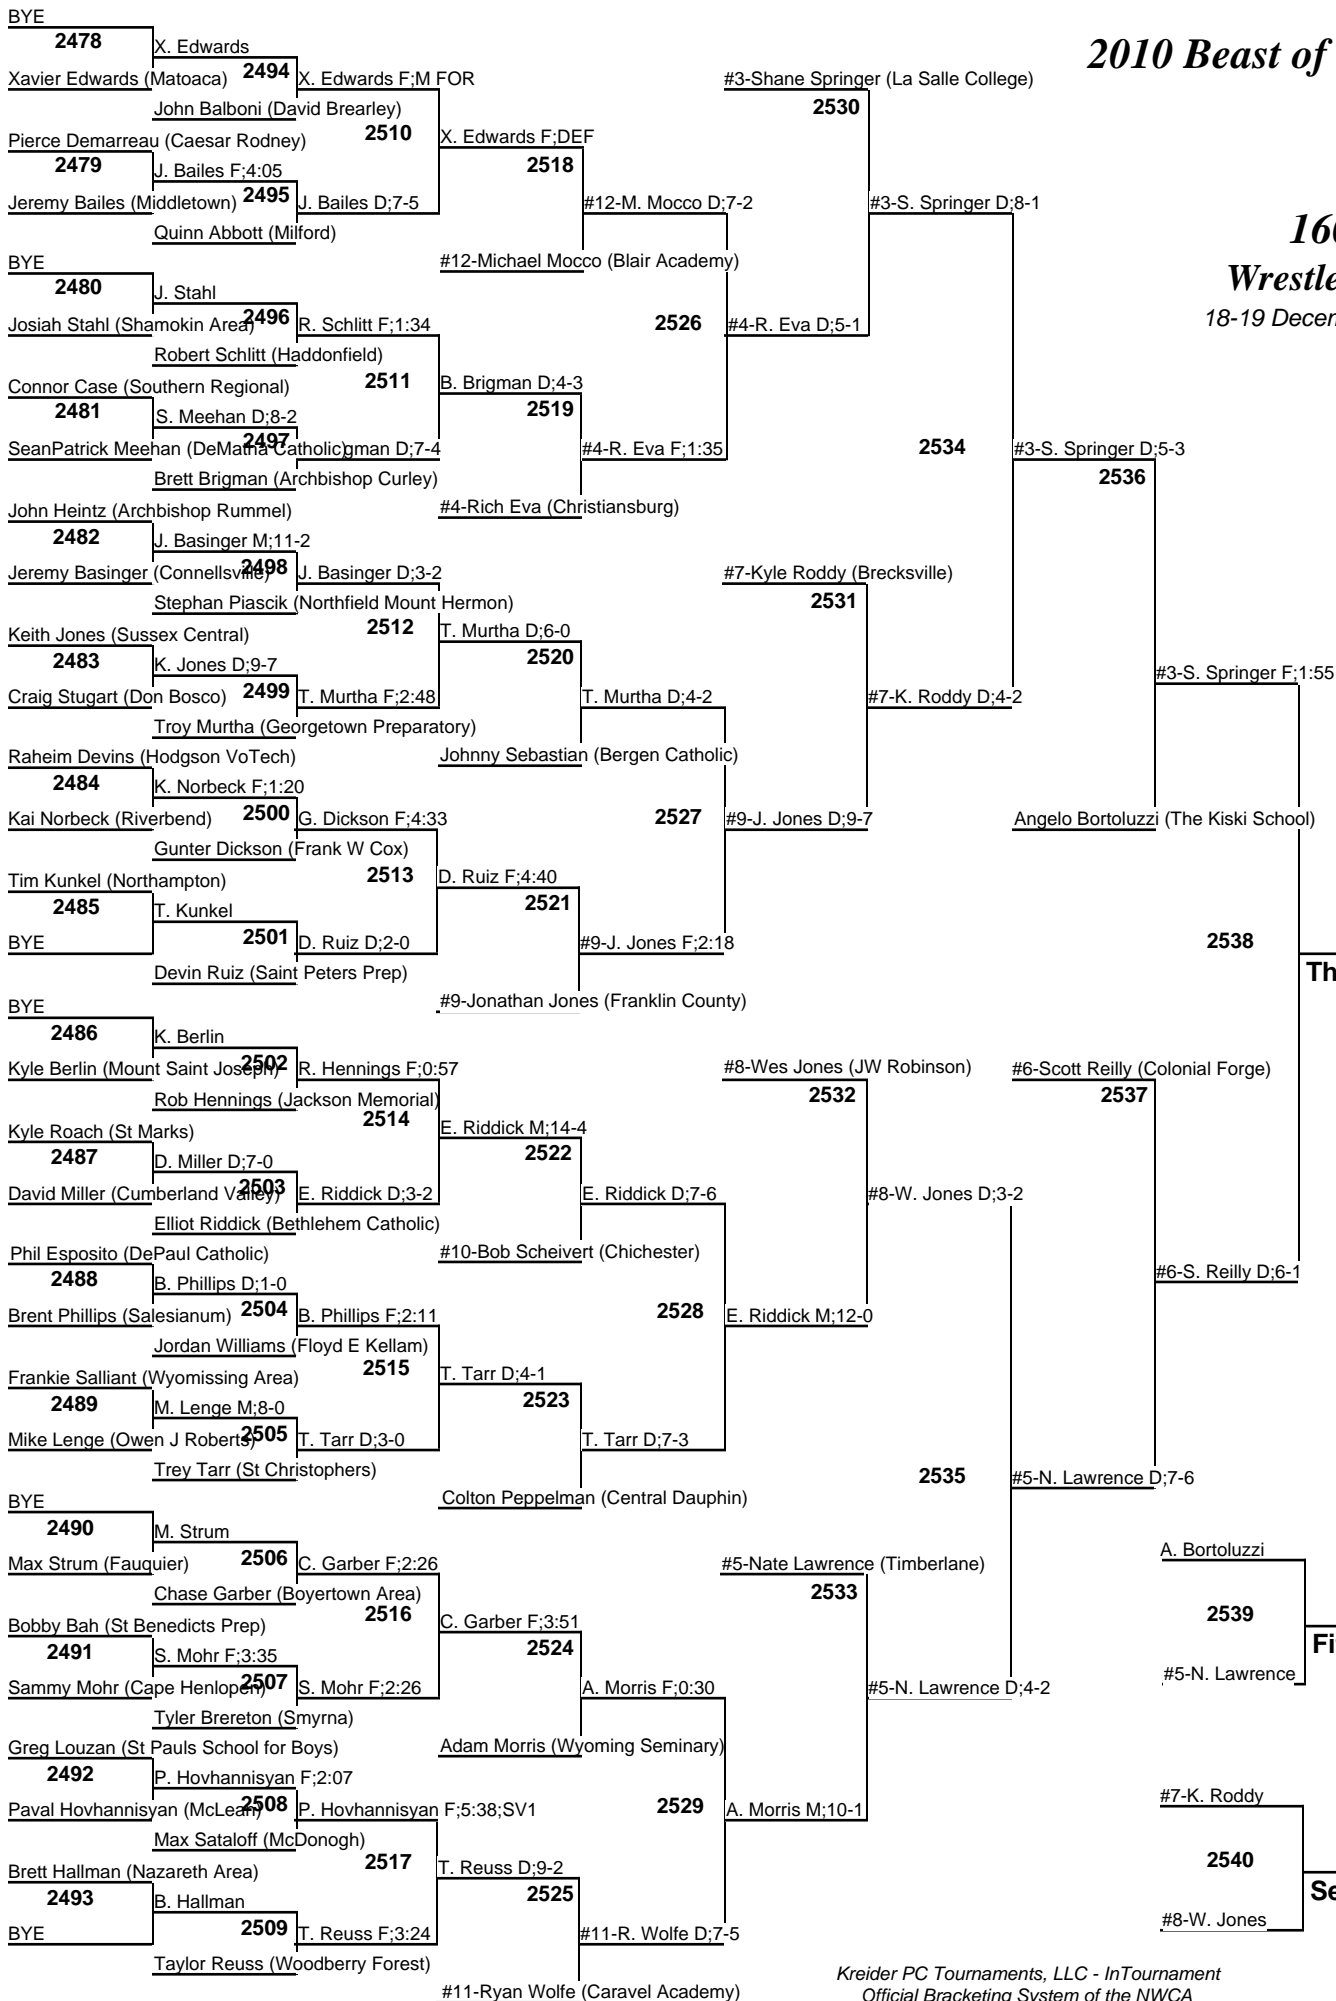 2010 Beast of
160
Wrestle
18-19 Decem
BYE
2478
X. Edwards
Xavier Edwards (Matoaca)
2494
X. Edwards F;M FOR
John Balboni (David Brearley)
2510
Pierce Demarreau (Caesar Rodney)
X. Edwards F;DEF
2479
J. Bailes F;4:05
2518
Jeremy Bailes (Middletown)
2495
J. Bailes D;7-5
#12-M. Mocco D;7-2
Quinn Abbott (Milford)
#12-Michael Mocco (Blair Academy)
BYE
2480
J. Stahl
Josiah Stahl (Shamokin Area)
2496
R. Schlitt F;1:34
2526
#4-R. Eva D;5-1
Robert Schlitt (Haddonfield)
2511
Connor Case (Southern Regional)
B. Brigman D;4-3
2481
S. Meehan D;8-2
2519
SeanPatrick Meehan (DeMatha Catholic)
2497
gman D;7-4
#4-R. Eva F;1:35
Brett Brigman (Archbishop Curley)
#4-Rich Eva (Christiansburg)
#3-Shane Springer (La Salle College)
2530
#3-S. Springer D;8-1
2534
#3-S. Springer D;5-3
2536
John Heintz (Archbishop Rummel)
2482
J. Basinger M;11-2
Jeremy Basinger (Connellsville)
2498
J. Basinger D;3-2
#7-Kyle Roddy (Brecksville)
Stephan Piascik (Northfield Mount Hermon)
2531
2512
Keith Jones (Sussex Central)
T. Murtha D;6-0
2483
K. Jones D;9-7
2520
#3-S. Springer F;1:55
Craig Stugart (Don Bosco)
2499
T. Murtha F;2:48
T. Murtha D;4-2
#7-K. Roddy D;4-2
Troy Murtha (Georgetown Preparatory)
Johnny Sebastian (Bergen Catholic)
Raheim Devins (Hodgson VoTech)
2484
K. Norbeck F;1:20
Kai Norbeck (Riverbend)
2500
G. Dickson F;4:33
2527
#9-J. Jones D;9-7
Angelo Bortoluzzi (The Kiski School)
Gunter Dickson (Frank W Cox)
2513
Tim Kunkel (Northampton)
D. Ruiz F;4:40
2485
T. Kunkel
2521
BYE
2501
D. Ruiz D;2-0
#9-J. Jones F;2:18
2538
Th
Devin Ruiz (Saint Peters Prep)
#9-Jonathan Jones (Franklin County)
BYE
2486
K. Berlin
Kyle Berlin (Mount Saint Joseph)
2502
R. Hennings F;0:57
#8-Wes Jones (JW Robinson)
#6-Scott Reilly (Colonial Forge)
Rob Hennings (Jackson Memorial)
2532
2537
2514
Kyle Roach (St Marks)
E. Riddick M;14-4
2487
D. Miller D;7-0
2522
David Miller (Cumberland Valley)
2503
E. Riddick D;3-2
E. Riddick D;7-6
#8-W. Jones D;3-2
Elliot Riddick (Bethlehem Catholic)
#10-Bob Scheivert (Chichester)
Phil Esposito (DePaul Catholic)
2488
B. Phillips D;1-0
#6-S. Reilly D;6-1
Brent Phillips (Salesianum)
2504
B. Phillips F;2:11
2528
E. Riddick M;12-0
Jordan Williams (Floyd E Kellam)
2515
Frankie Salliant (Wyomissing Area)
T. Tarr D;4-1
2489
M. Lenge M;8-0
2523
Mike Lenge (Owen J Roberts)
2505
T. Tarr D;3-0
T. Tarr D;7-3
Trey Tarr (St Christophers)
2535
#5-N. Lawrence D;7-6
Colton Peppelman (Central Dauphin)
BYE
2490
M. Strum
A. Bortoluzzi
Max Strum (Fauquier)
2506
C. Garber F;2:26
#5-Nate Lawrence (Timberlane)
Chase Garber (Boyertown Area)
2533
2516
2539
Bobby Bah (St Benedicts Prep)
C. Garber F;3:51
Fi
2491
S. Mohr F;3:35
2524
#5-N. Lawrence
Sammy Mohr (Cape Henlopen)
2507
S. Mohr F;2:26
A. Morris F;0:30
#5-N. Lawrence D;4-2
Tyler Brereton (Smyrna)
Adam Morris (Wyoming Seminary)
Greg Louzan (St Pauls School for Boys)
2492
P. Hovhannisyan F;2:07
#7-K. Roddy
Paval Hovhannisyan (McLean)
2508
P. Hovhannisyan F;5:38;SV1
2529
A. Morris M;10-1
Max Sataloff (McDonogh)
2517
2540
Brett Hallman (Nazareth Area)
T. Reuss D;9-2
Se
2493
B. Hallman
2525
#8-W. Jones
BYE
2509
T. Reuss F;3:24
#11-R. Wolfe D;7-5
Taylor Reuss (Woodberry Forest)
#11-Ryan Wolfe (Caravel Academy)
Kreider PC Tournaments, LLC - InTournament
Official Bracketing System of the NWCA